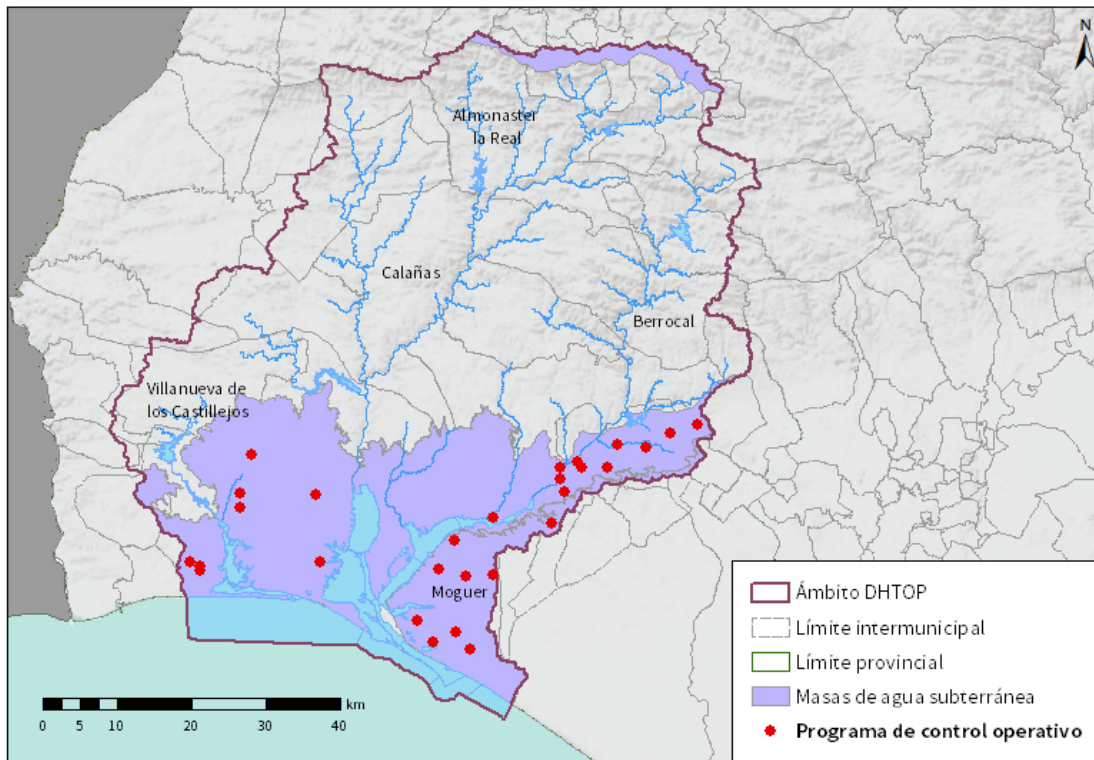 N
Almonaster
la Real
Calañas
Berrocal
Villanueva de
los Castillejos
Moguer
km
0 5 10 20 30 40
Ámbito DHTOP
Límite intermunicipal
Límite provincial
Masas de agua subterránea
Programa de control operativo